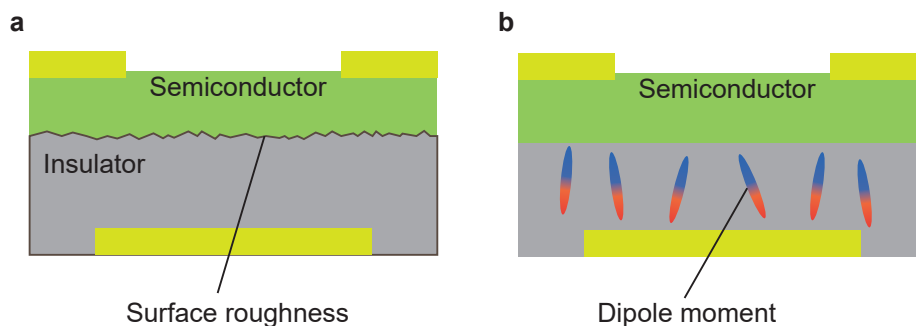 a
Semiconductor
Insulator
Surface roughness
b
Semiconductor
Dipole moment